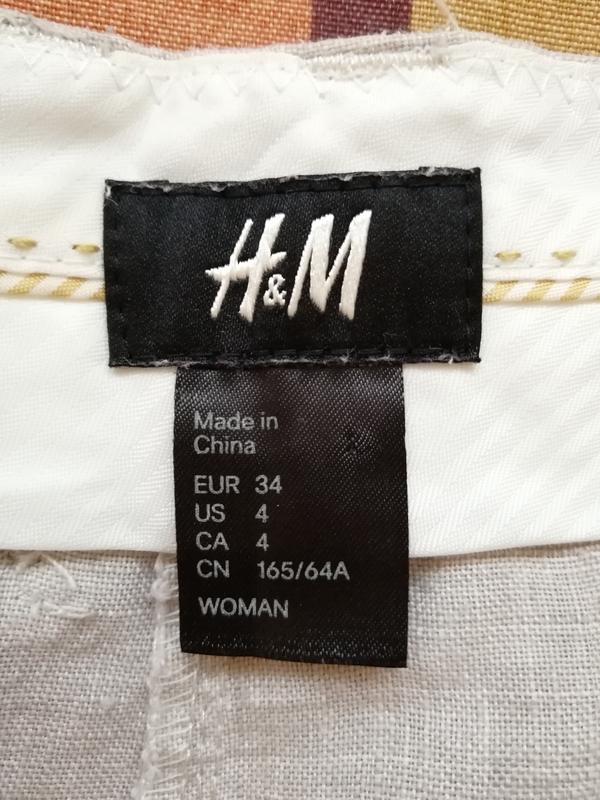 H&M
Made in
China
EUR 34
US 4
CA 4
CN 165/64A
WOMAN